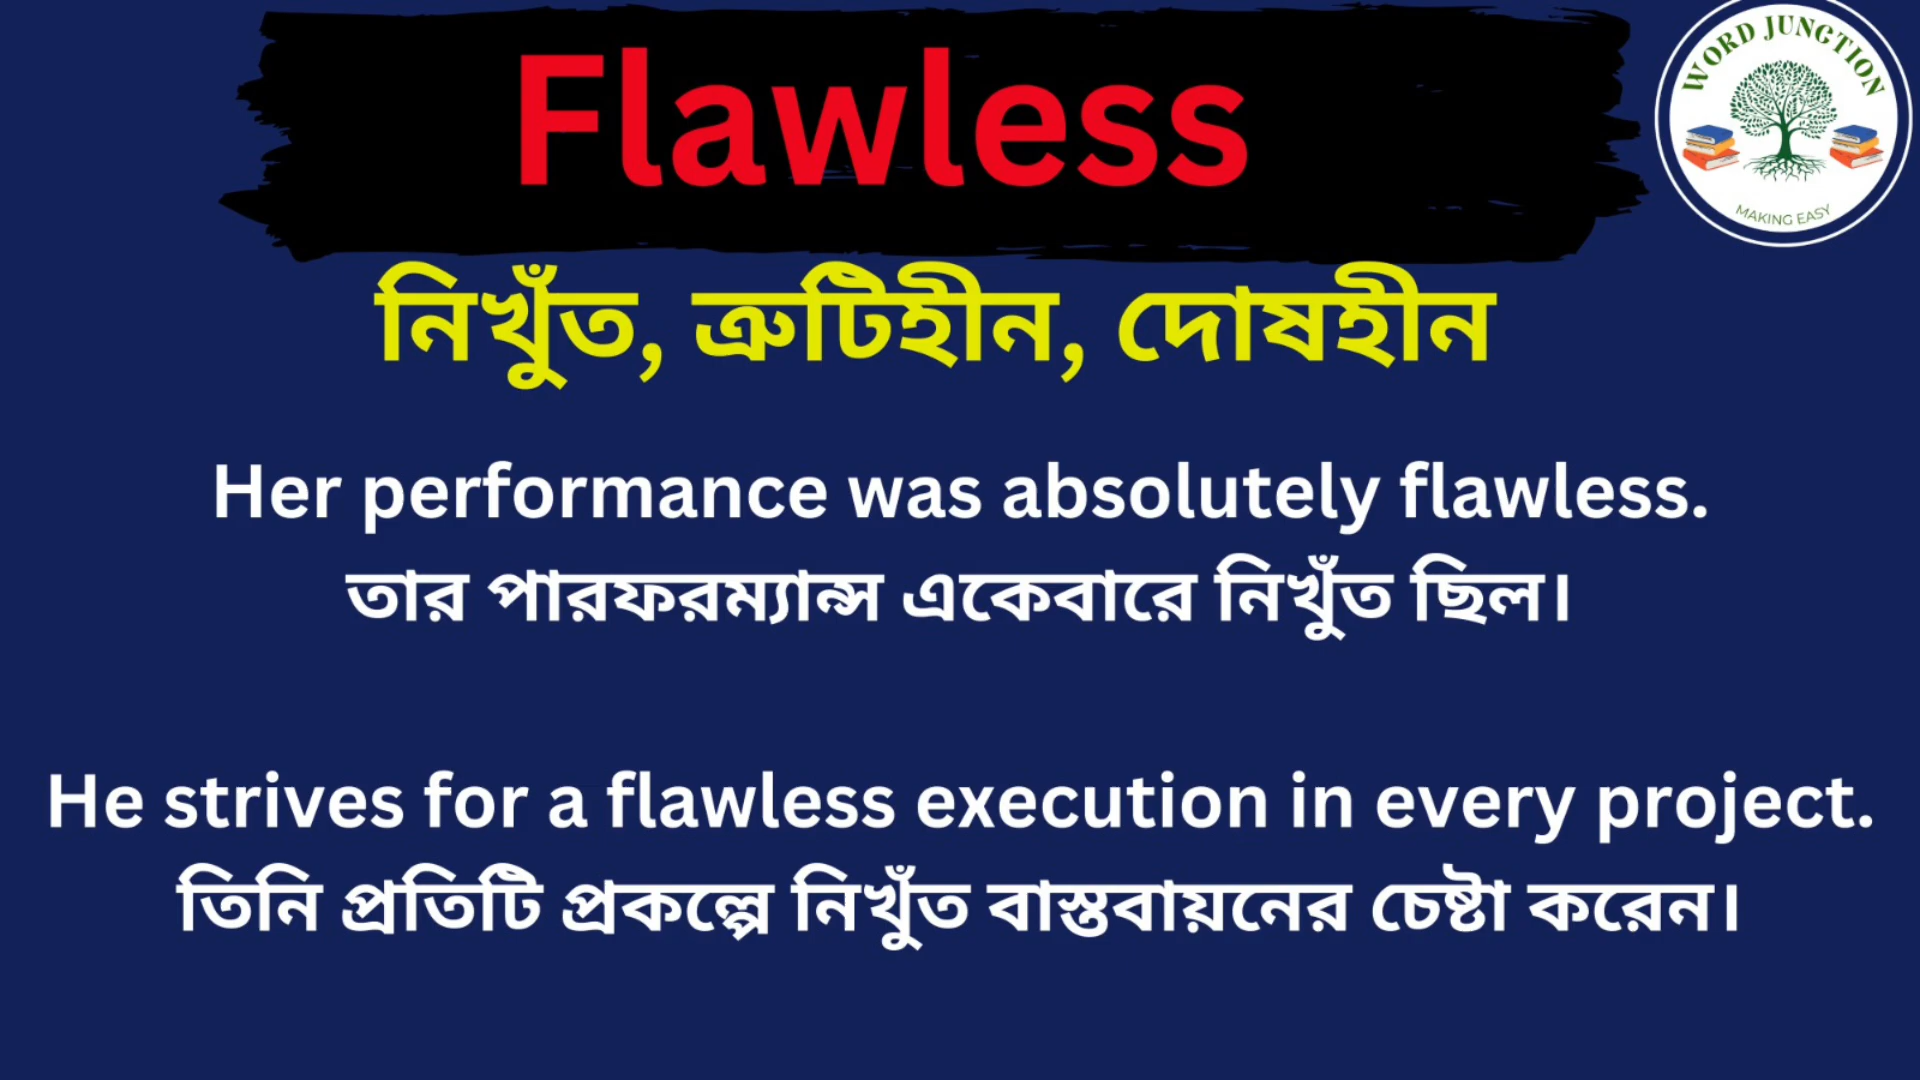 Flawless
WORD JUNCTION
MAKING EASY
নিখুঁত, ত্রুটিহীন, দোষহীন
Her performance was absolutely flawless.
তার পারফরম্যান্স একেবারে নিখুঁত ছিল।
He strives for a flawless execution in every project.
তিনি প্রতিটি প্রকল্পে নিখুঁত বাস্তবায়নের চেষ্টা করেন।